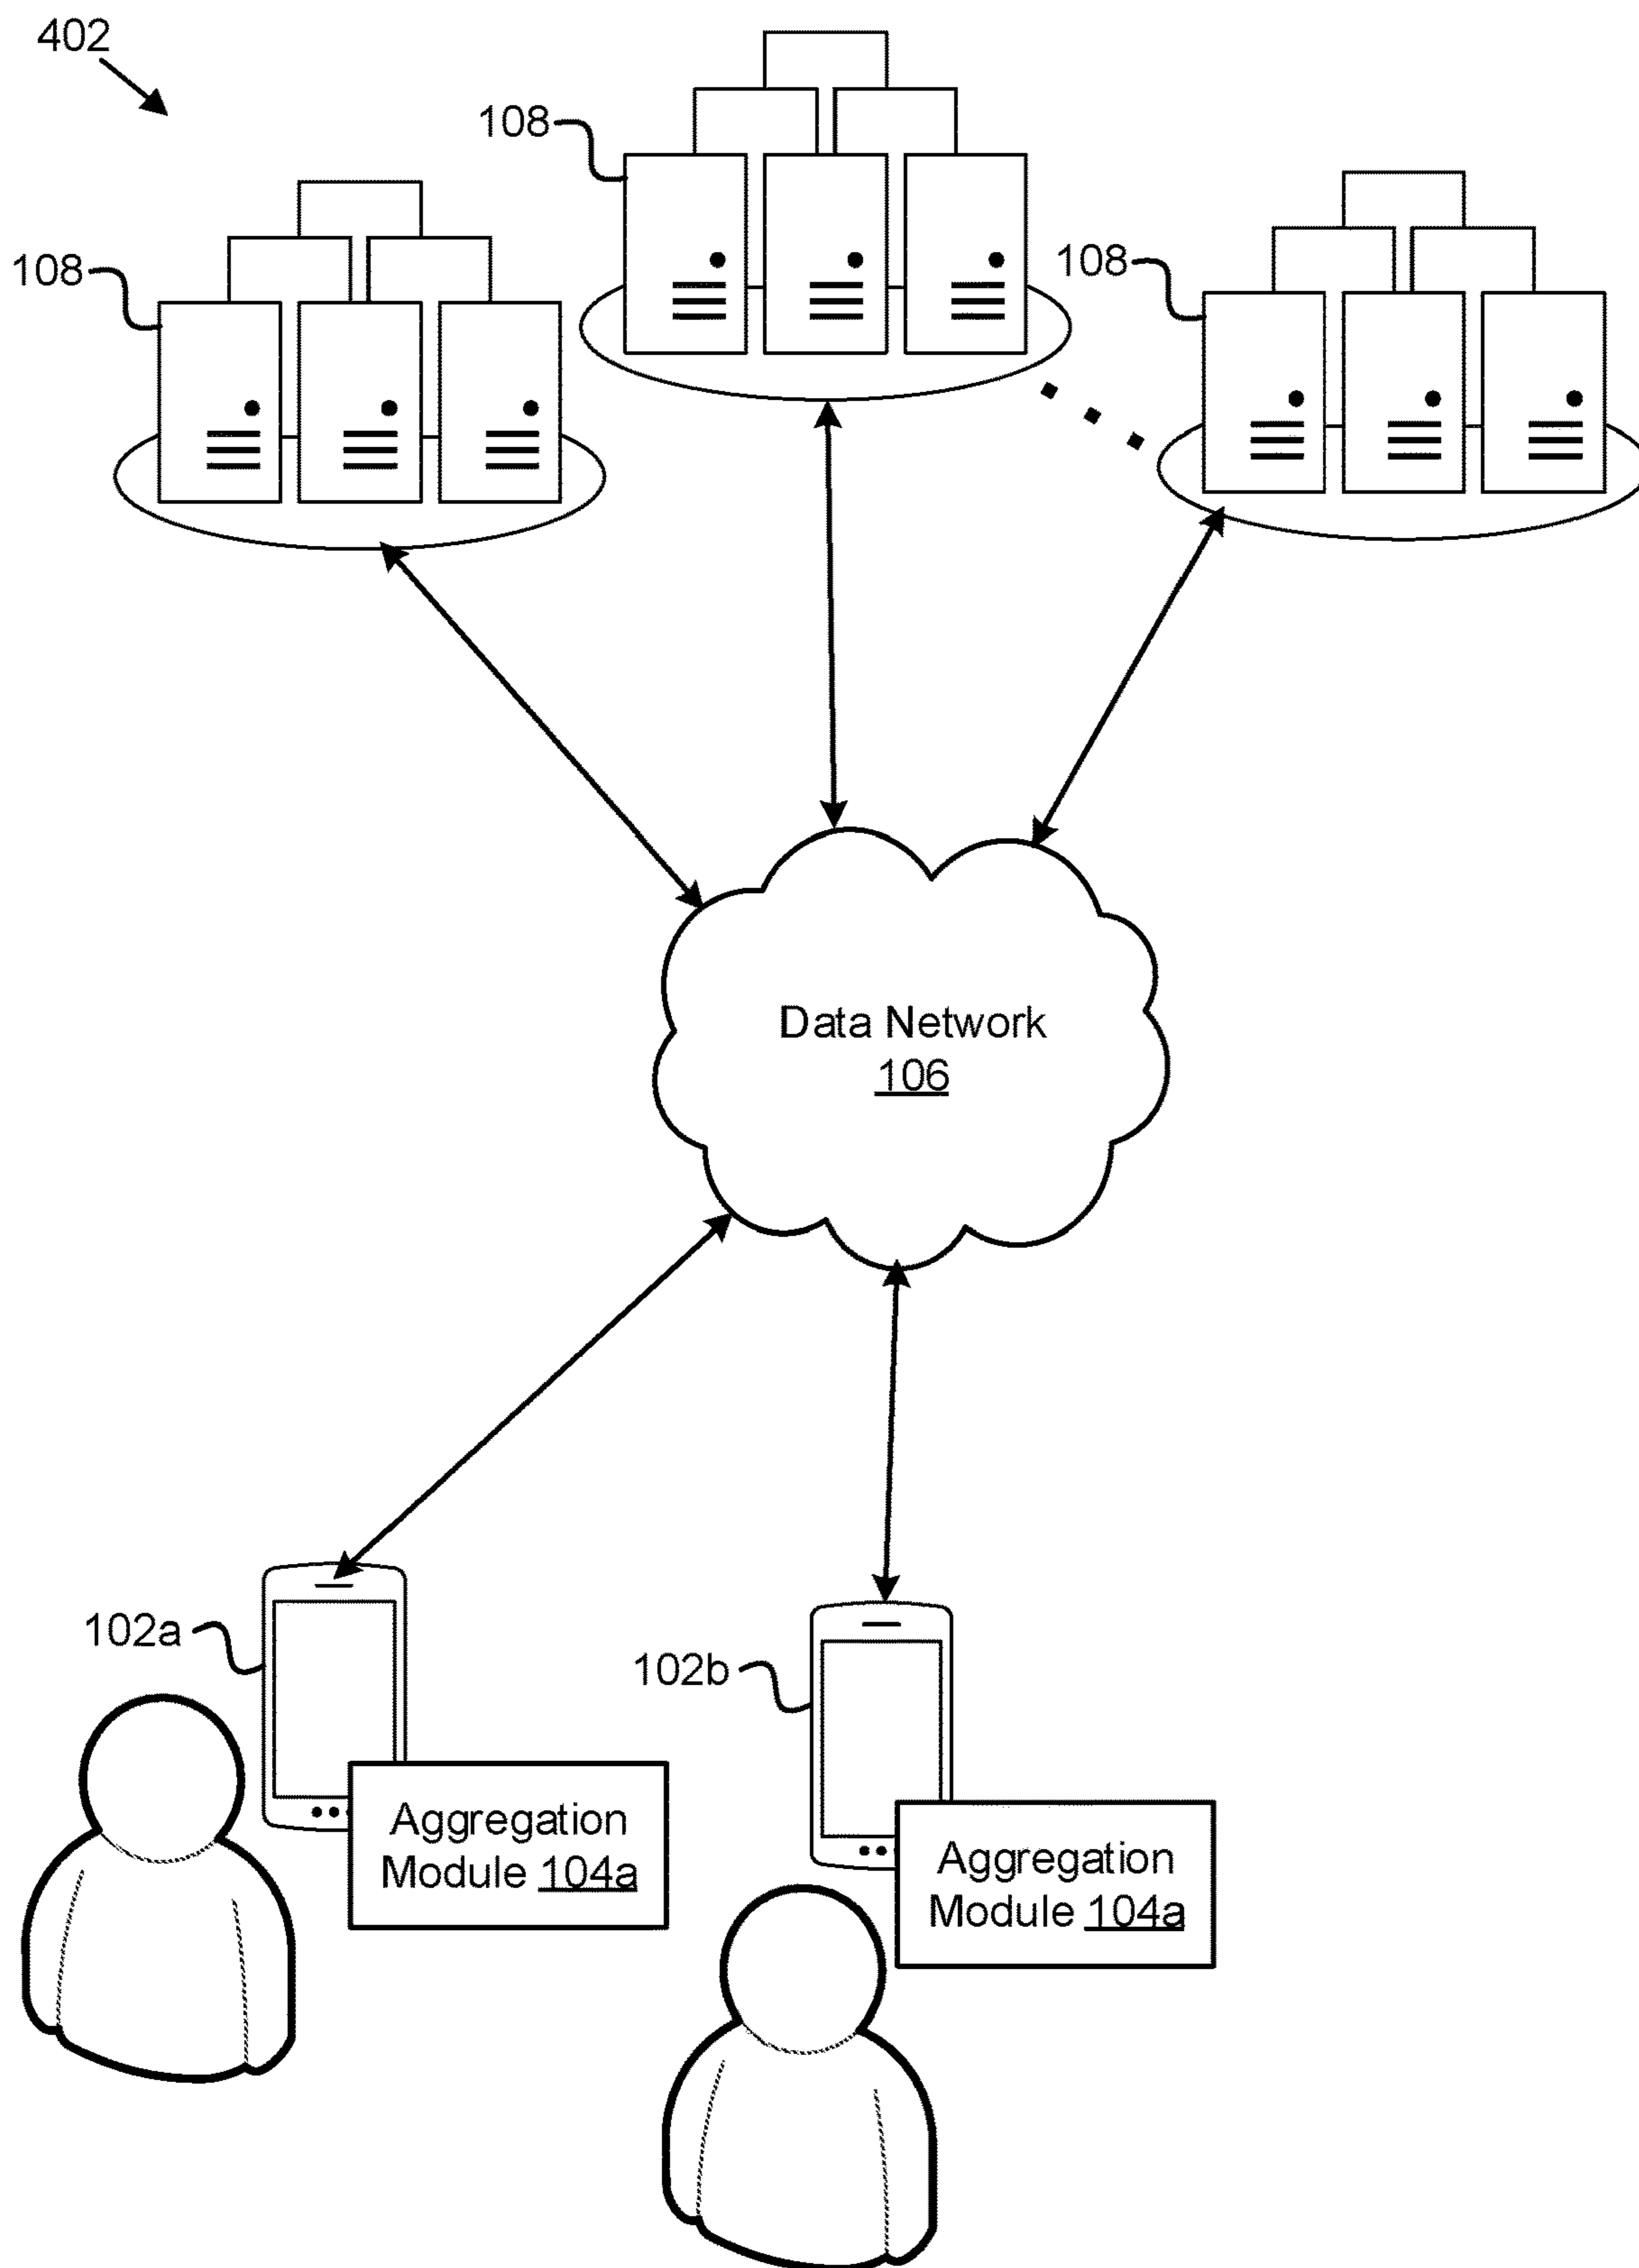 402
108
108
108
Data Network
106
102a
102b
Aggregation
Module 104a
Aggregation
Module 104a